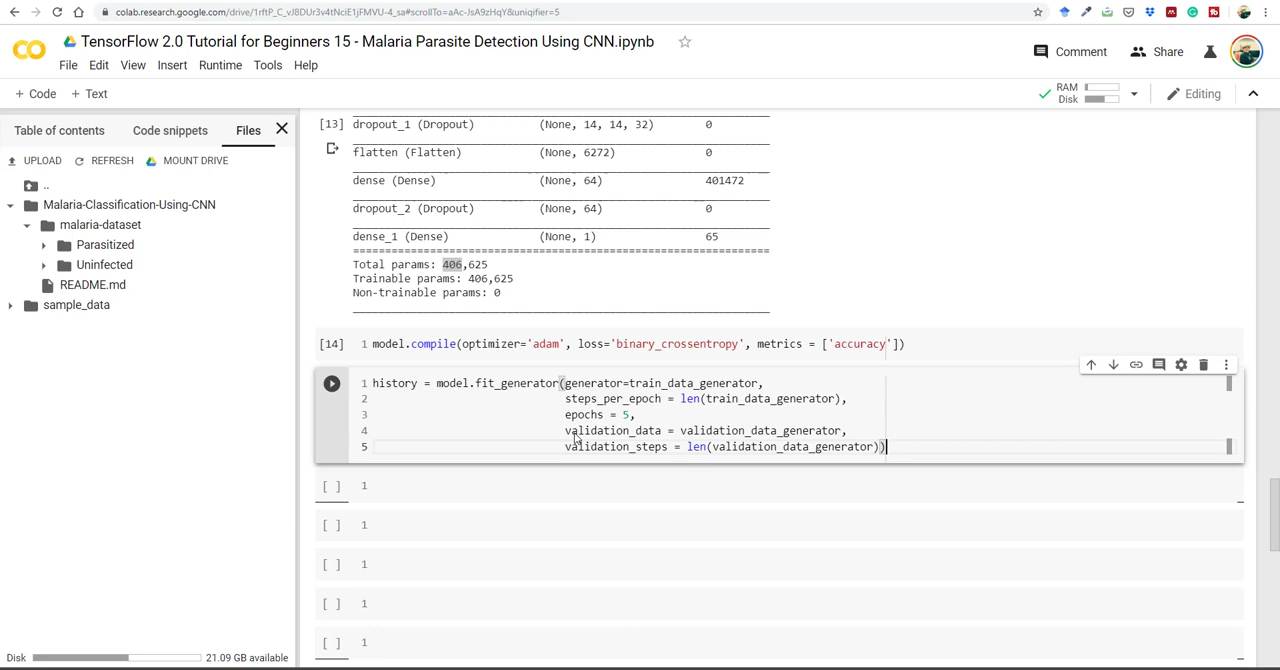 colab.research.google.com/drive/1rftP_C_vJ8DUr3v4tNciE1jFMVU-4_sa#scrollTo=aAc-JsA9zHqY&uniqifier=5
CO TensorFlow 2.0 Tutorial for Beginners 15 - Malaria Parasite Detection Using CNN.ipynb
File Edit View Insert Runtime Tools Help
Comment Share
+ Code + Text
RAM
Disk
Editing
Table of contents Code snippets Files
UPLOAD REFRESH MOUNT DRIVE
..
Malaria-Classification-Using-CNN
malaria-dataset
Parasitized
Uninfected
README.md
sample_data
Disk 21.09 GB available
[13] dropout_1 (Dropout) (None, 14, 14, 32) 0
flatten (Flatten) (None, 6272) 0
dense (Dense) (None, 64) 401472
dropout_2 (Dropout) (None, 64) 0
dense_1 (Dense) (None, 1) 65
=================================================================
Total params: 406,625
Trainable params: 406,625
Non-trainable params: 0
[14] 1 model.compile(optimizer='adam', loss='binary_crossentropy', metrics = ['accuracy'])
1 history = model.fit_generator(generator=train_data_generator,
2 steps_per_epoch = len(train_data_generator),
3 epochs = 5,
4 validation_data = validation_data_generator,
5 validation_steps = len(validation_data_generator))
[ ] 1
[ ] 1
[ ] 1
[ ] 1
[ ] 1